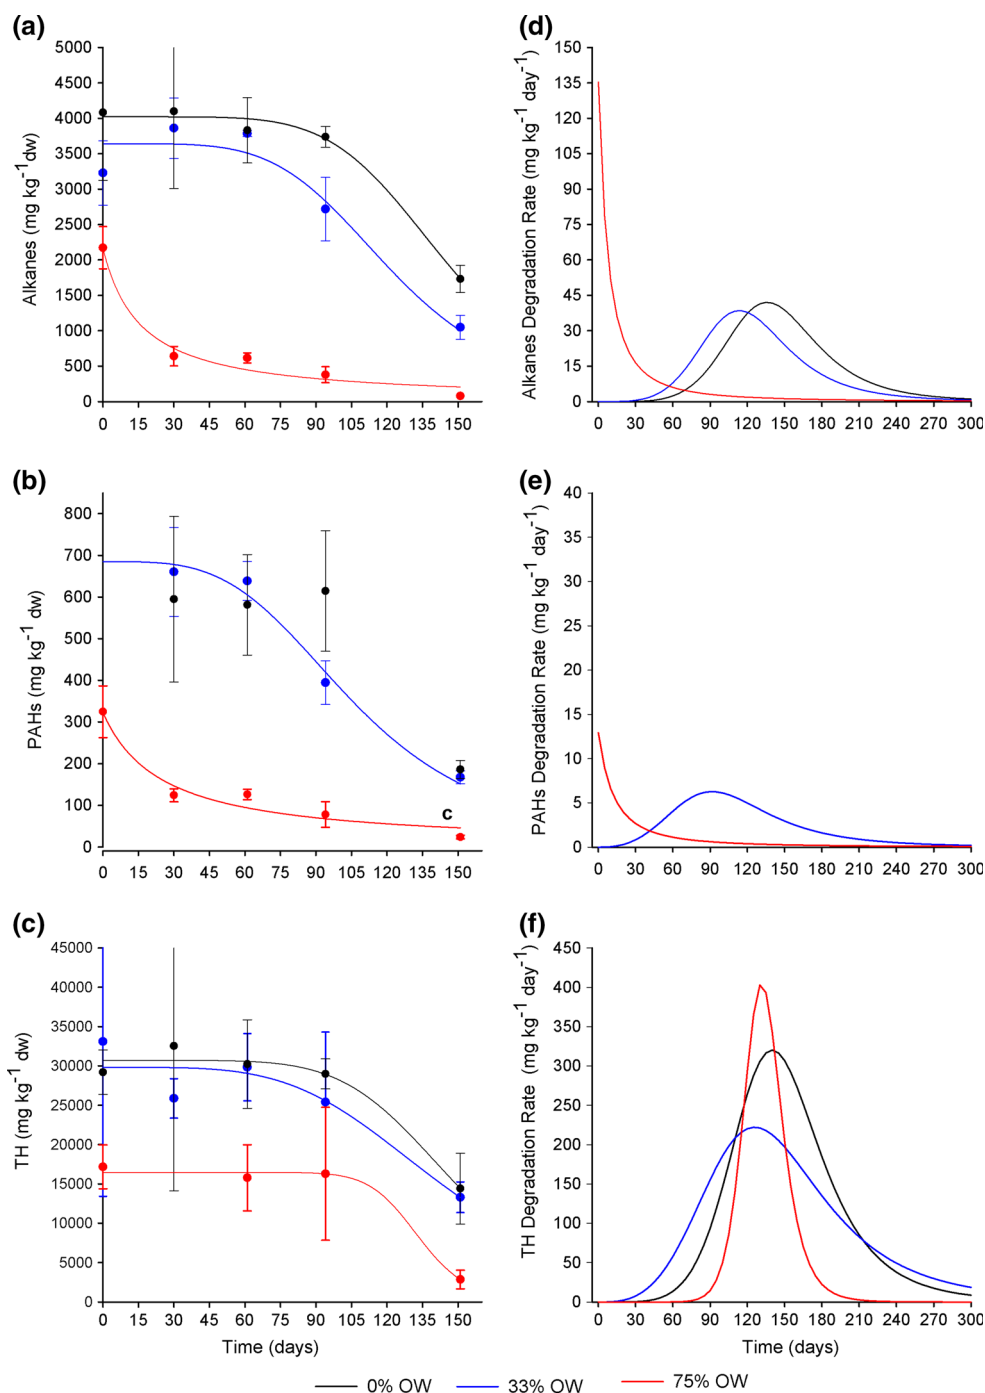 (a)
5000
4500
4000
3500
3000
2500
2000
1500
1000
500
0
Alkanes (mg kg⁻¹dw)
0 15 30 45 60 75 90 105 120 135 150
(d)
150
135
120
105
90
75
60
45
30
15
0
Alkanes Degradation Rate (mg kg⁻¹ day⁻¹)
0 30 60 90 120 150 180 210 240 270 300
(b)
800
700
600
500
400
300
200
100
0
PAHs (mg kg⁻¹ dw)
c
0 15 30 45 60 75 90 105 120 135 150
(e)
40
35
30
25
20
15
10
5
0
PAHs Degradation Rate (mg kg⁻¹ day⁻¹)
0 30 60 90 120 150 180 210 240 270 300
(c)
45000
35000
30000
25000
20000
15000
10000
5000
0
TH (mg kg⁻¹ dw)
0 15 30 45 60 75 90 105 120 135 150
Time (days)
(f)
450
400
350
300
250
200
150
100
50
0
TH Degradation Rate (mg kg⁻¹ day⁻¹)
0 30 60 90 120 150 180 210 240 270 300
Time (days)
0% OW 33% OW 75% OW